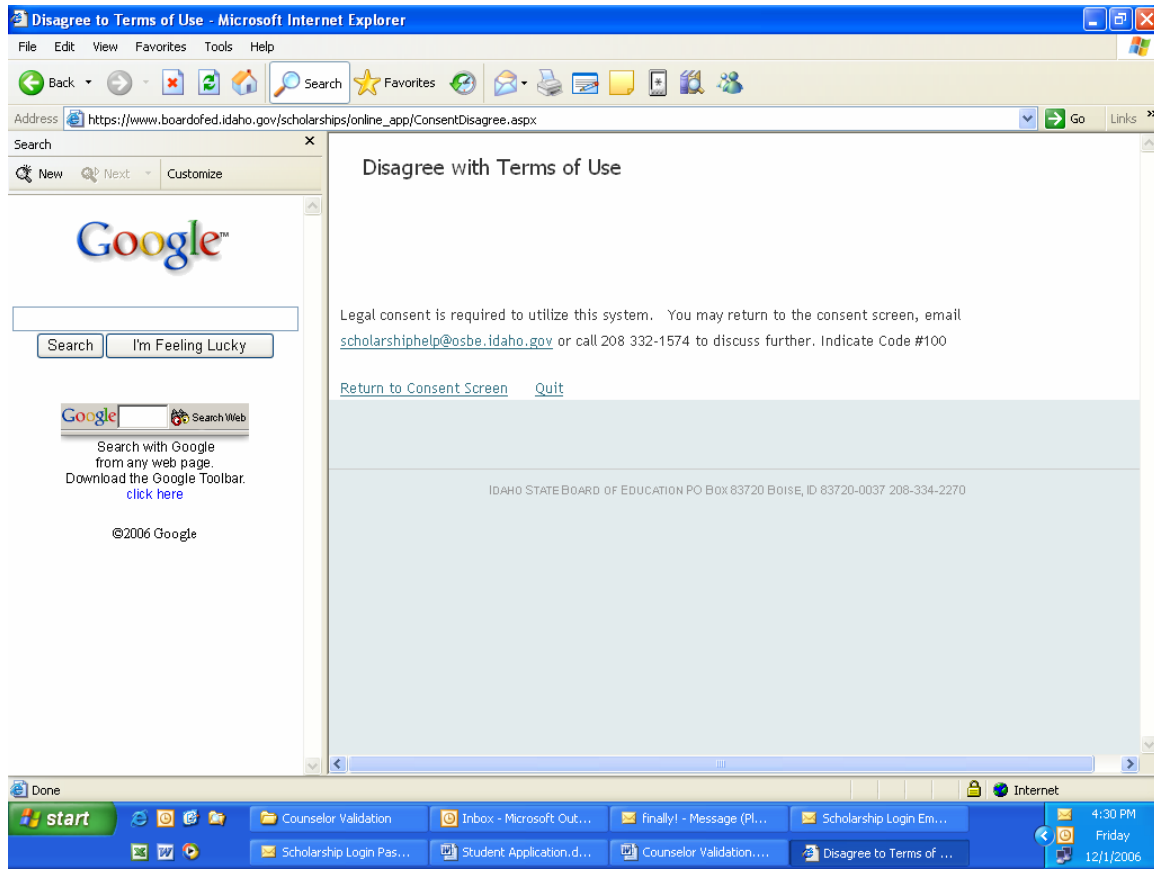 Disagree to Terms of Use - Microsoft Internet Explorer
File Edit View Favorites Tools Help
Back Search Favorites
Address https://www.boardofed.idaho.gov/scholarships/online_app/ConsentDisagree.aspx Go Links »
Search
New Next Customize
Google™
Search I'm Feeling Lucky
Google Search Web
Search with Google
from any web page.
Download the Google Toolbar.
click here
©2006 Google
Disagree with Terms of Use
Legal consent is required to utilize this system. You may return to the consent screen, email
scholarshiphelp@osbe.idaho.gov or call 208 332-1574 to discuss further. Indicate Code #100
Return to Consent Screen Quit
IDAHO STATE BOARD OF EDUCATION PO BOX 83720 BOISE, ID 83720-0037 208-334-2270
Done Internet
start Counselor Validation Inbox - Microsoft Out... finally! - Message (Pl... Scholarship Login Em... 4:30 PM
Friday
Scholarship Login Pas... Student Application.d... Counselor Validation.... Disagree to Terms of ... 12/1/2006